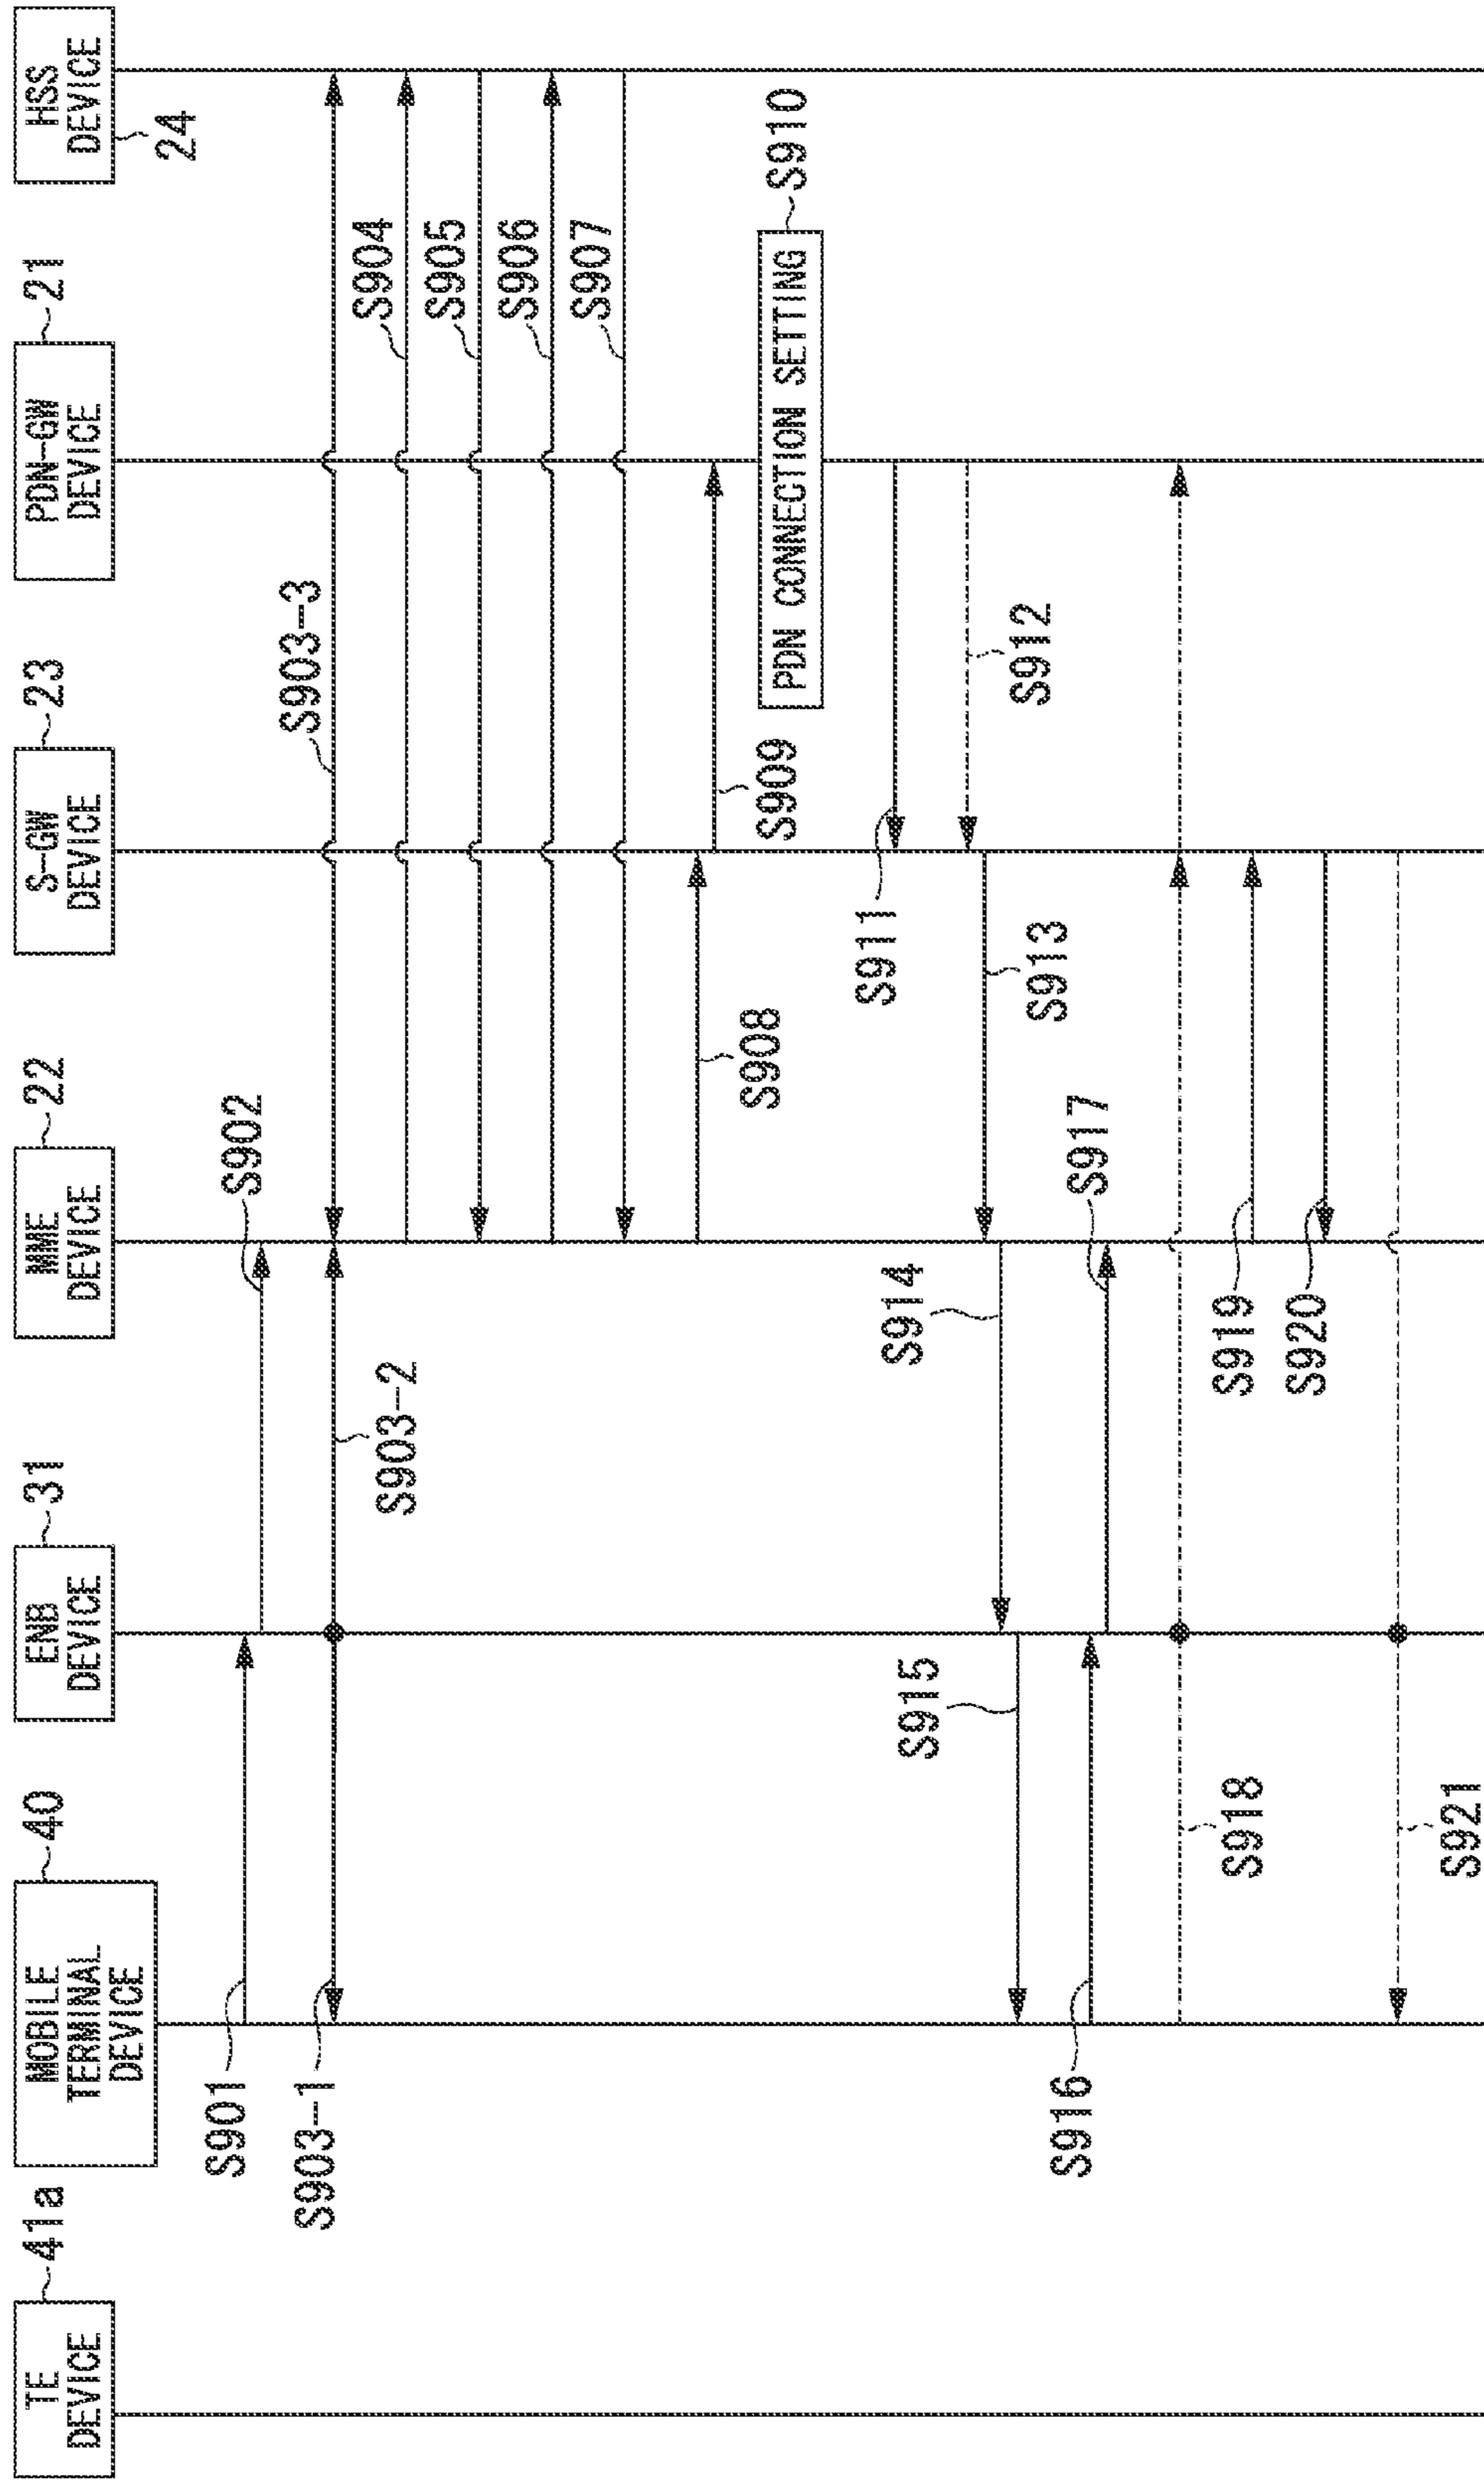 TE
DEVICE
41a
MOBILE
TERMINAL
DEVICE
40
ENB
DEVICE
31
MME
DEVICE
22
S-GW
DEVICE
23
PDN-GW
DEVICE
21
HSS
DEVICE
24
S901
S902
S903-1
S903-2
S903-3
S904
S905
S906
S907
S908
S909
PDN CONNECTION SETTING
S910
S911
S912
S913
S914
S915
S916
S917
S918
S919
S920
S921